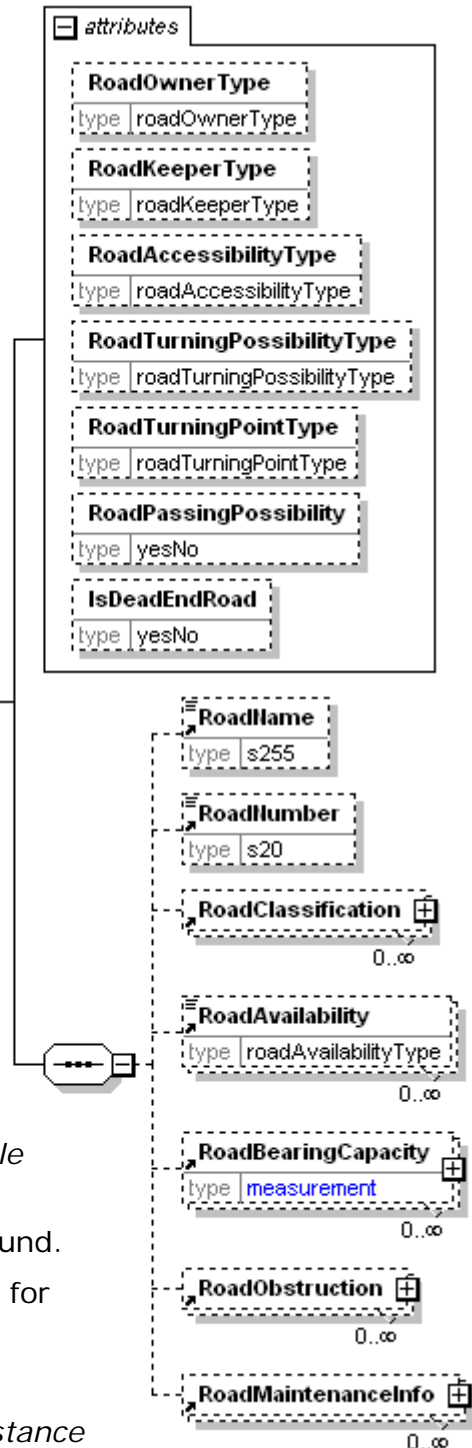 attributes
RoadOwnerType
type roadOwnerType
RoadKeeperType
type roadKeeperType
RoadAccessibilityType
type roadAccessibilityType
RoadTurningPossibilityType
type roadTurningPossibilityType
RoadTurningPointType
type roadTurningPointType
RoadPassingPossibility
type yesNo
IsDeadEndRoad
type yesNo
RoadName
type s255
RoadNumber
type s20
RoadClassification
0..∞
RoadAvailability
type roadAvailabilityType
0..∞
le
RoadBearingCapacity
type measurement
0..∞
und.
for
RoadObstruction
0..∞
RoadMaintenanceInfo
0..∞
stance